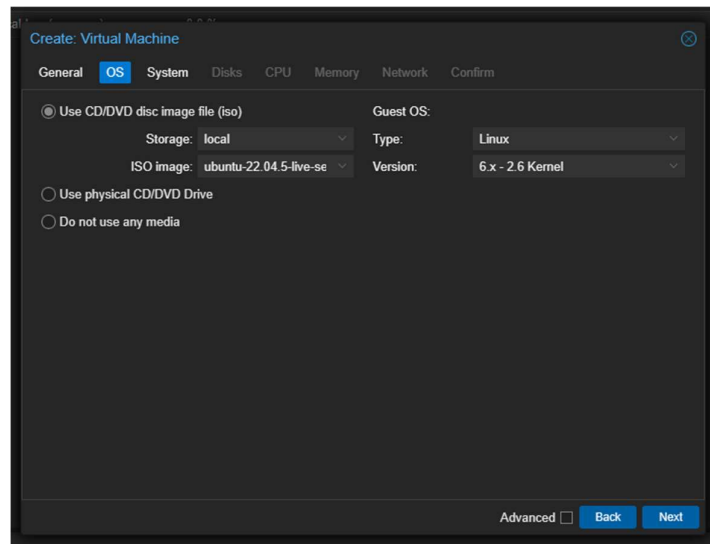 Create: Virtual Machine
General OS System Disks CPU Memory Network Confirm
Use CD/DVD disc image file (iso) Guest OS:
Storage: local Type: Linux
ISO image: ubuntu-22.04.5-live-se Version: 6.x - 2.6 Kernel
Use physical CD/DVD Drive
Do not use any media
Advanced Back Next